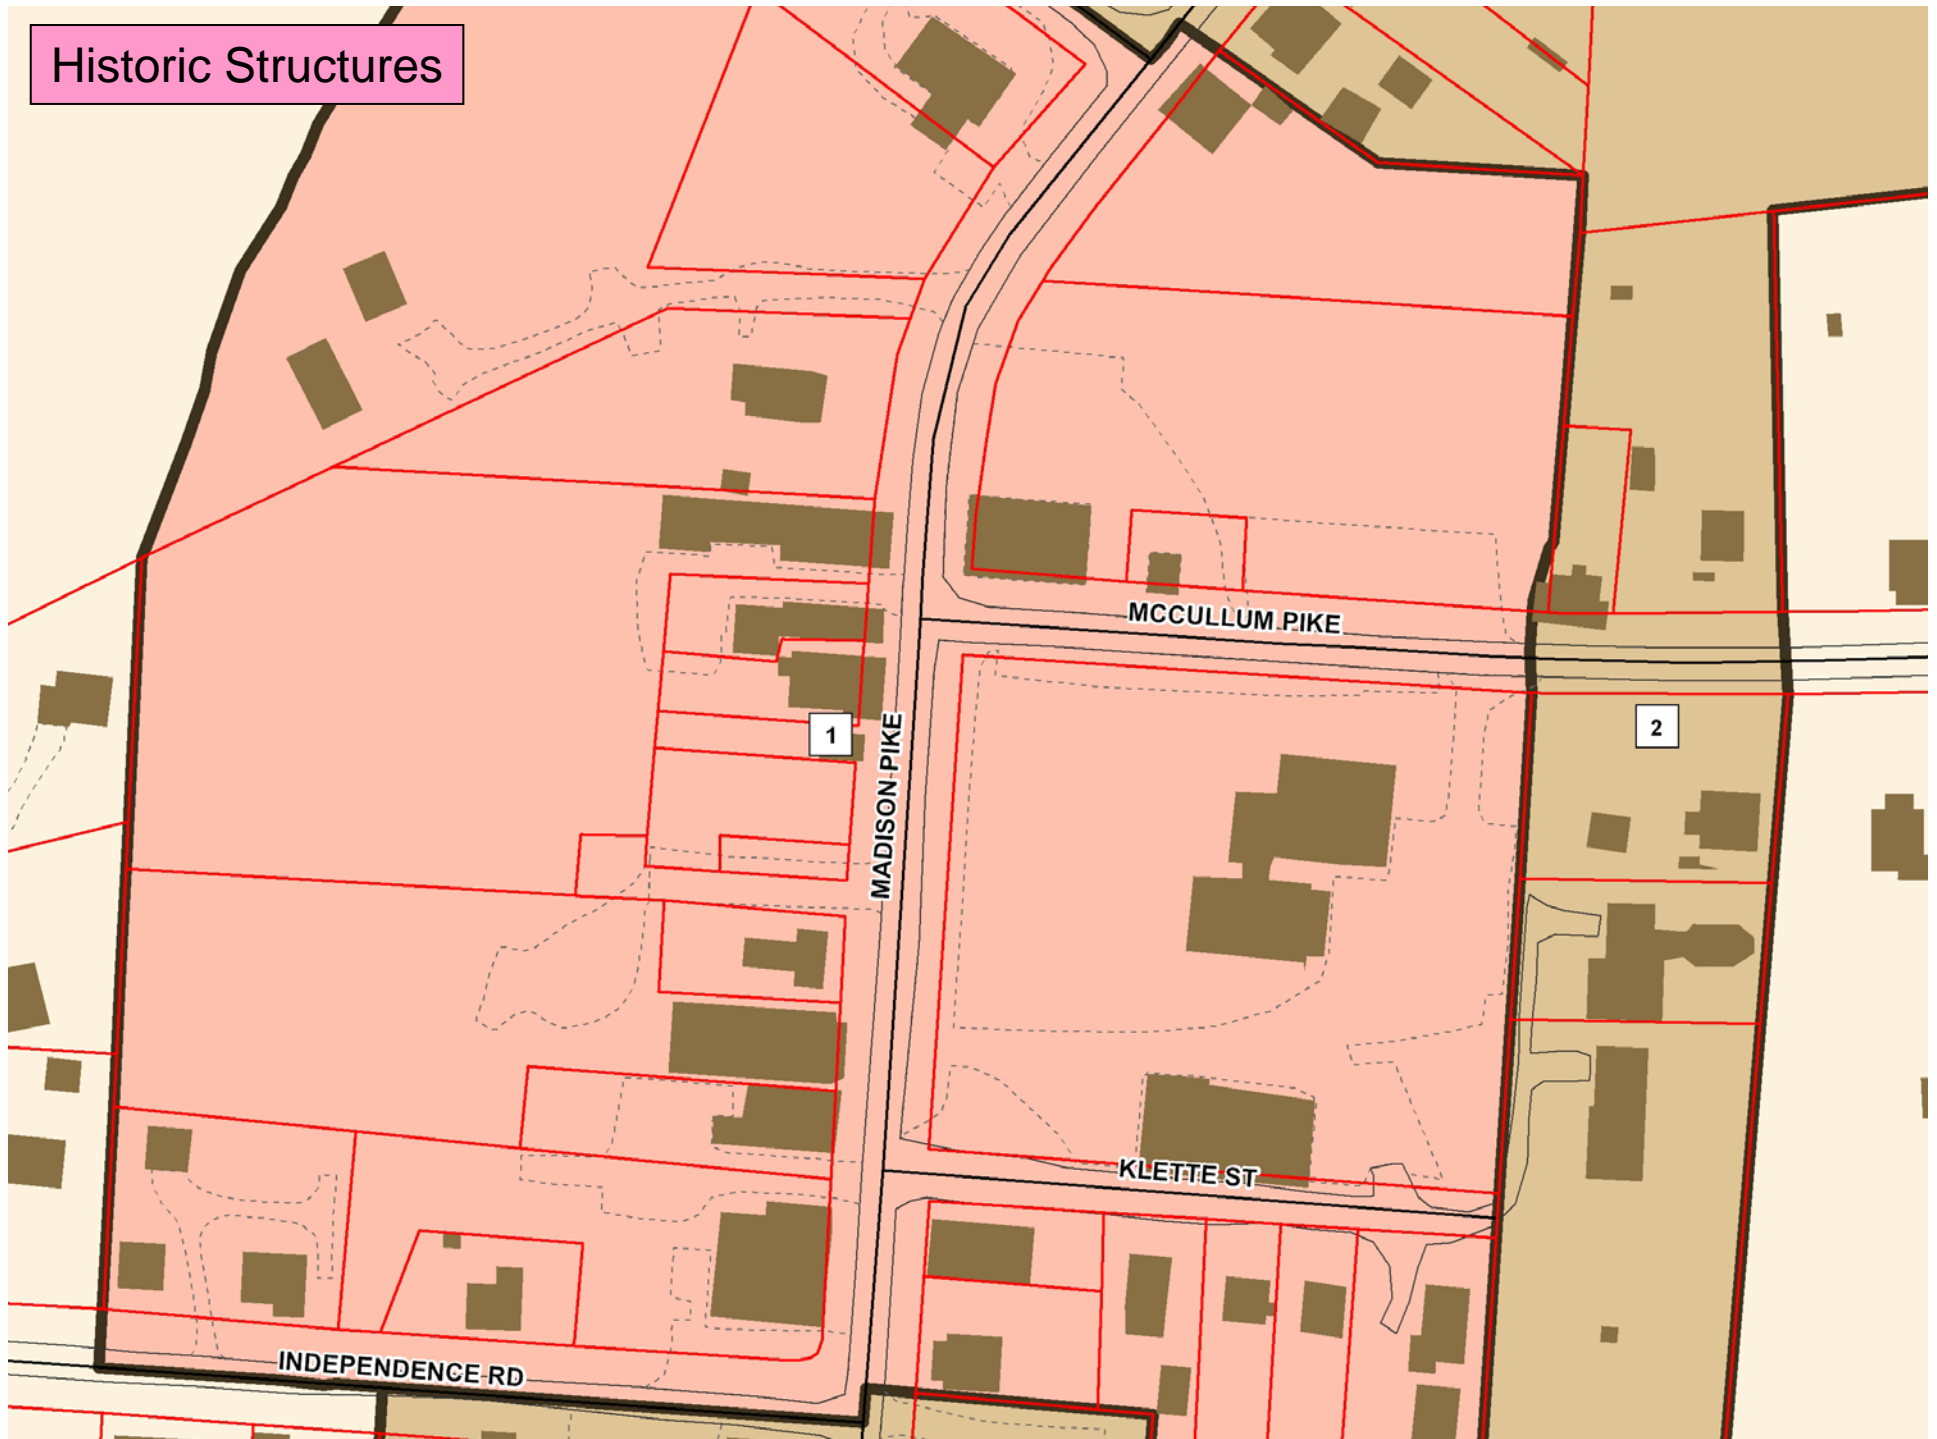 Historic Structures
MCCULLUM PIKE
1
2
MADISON PIKE
KLETTE ST
INDEPENDENCE RD